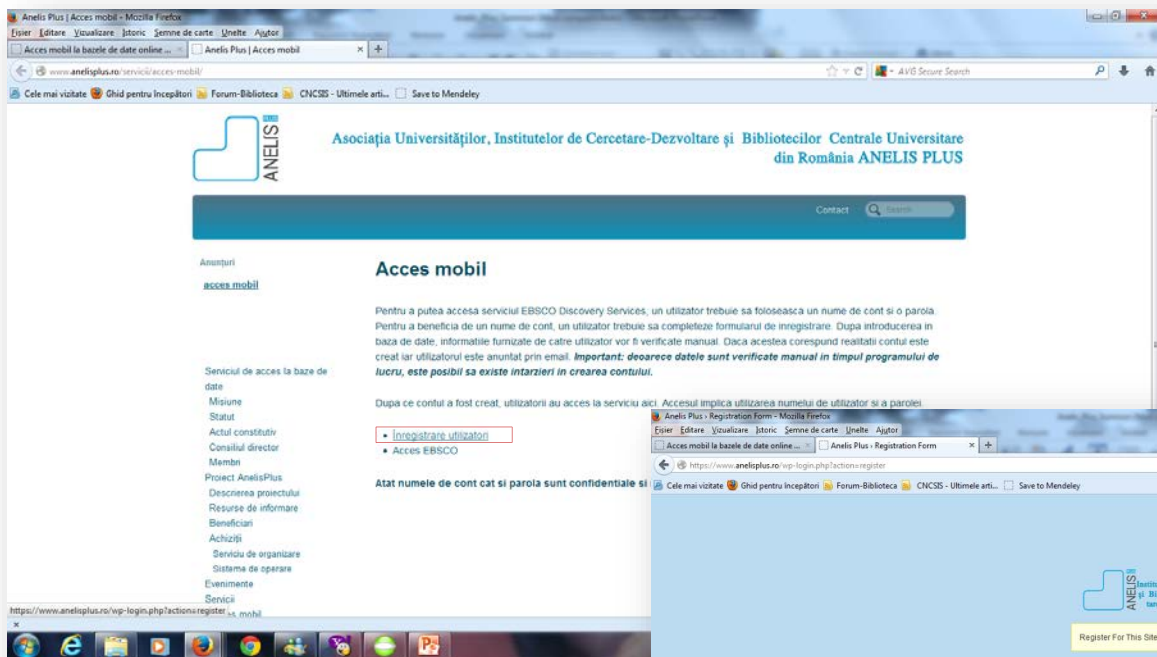 Anelis Plus | Acces mobil - Mozilla Firefox
Fișier Editare Vizualizare Istoric Semne de carte Unelte Ajutor
Acces mobil la bazele de date online ... × Anelis Plus | Acces mobil × +
www.anelisplus.ro/servicii/acces-mobil/
AVG Secure Search
Cele mai vizitate Ghid pentru începători Forum-Biblioteca CNCSIS - Ultimele arti... Save to Mendeley
ANELIS
Asociația Universităților, Institutelor de Cercetare-Dezvoltare și Bibliotecilor Centrale Universitare
din România ANELIS PLUS
Contact Search
Anunțuri
acces mobil
Acces mobil
Pentru a putea accesa serviciul EBSCO Discovery Services, un utilizator trebuie sa foloseasca un nume de cont si o parola.
Pentru a beneficia de un nume de cont, un utilizator trebuie sa completeze formularul de inregistrare. Dupa introducerea in
baza de date, informatiile furnizate de catre utilizator vor fi verificate manual. Daca acestea corespund realitatii contul este
creat iar utilizatorul este anuntat prin email. Important: deoarece datele sunt verificate manual in timpul programului de
lucru, este posibil sa existe intarzieri in crearea contului.
Dupa ce contul a fost creat, utilizatorii au acces la serviciu aici. Accesul implica utilizarea numelui de utilizator si a parolei.
• Înregistrare utilizatori
• Acces EBSCO
Atat numele de cont cat si parola sunt confidentiale si
Serviciul de acces la baze de
date
Misiune
Statut
Actul constitutiv
Consiliul director
Membri
Proiect AnelisPlus
Descrierea proiectului
Resurse de informare
Beneficiari
Achiziții
Serviciu de organizare
Sisteme de operare
Evenimente
Servicii
mobil
https://www.anelisplus.ro/wp-login.php?action=register
×
Anelis Plus › Registration Form - Mozilla Firefox
Fișier Editare Vizualizare Istoric Semne de carte Unelte Ajutor
Acces mobil la bazele de date online ... × Anelis Plus › Registration Form × +
https://www.anelisplus.ro/wp-login.php?action=register
Cele mai vizitate Ghid pentru începători Forum-Biblioteca CNCSIS - Ultimele arti... Save to Mendeley
ANELIS
Register For This Site